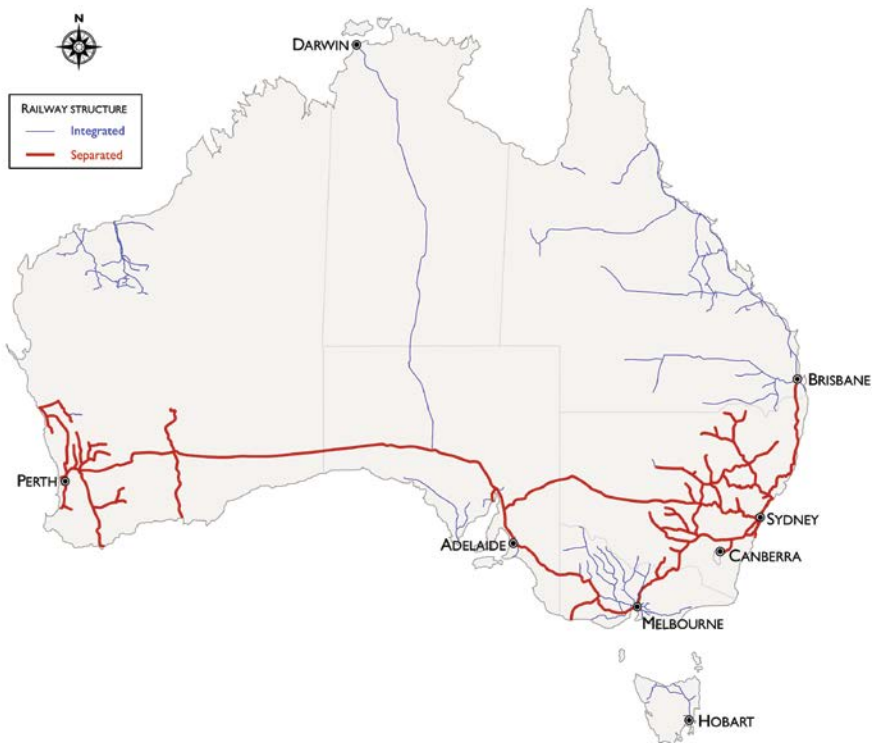 N
DARWIN
RAILWAY STRUCTURE
Integrated
Separated
BRISBANE
PERTH
SYDNEY
ADELAIDE
CANBERRA
MELBOURNE
HOBART